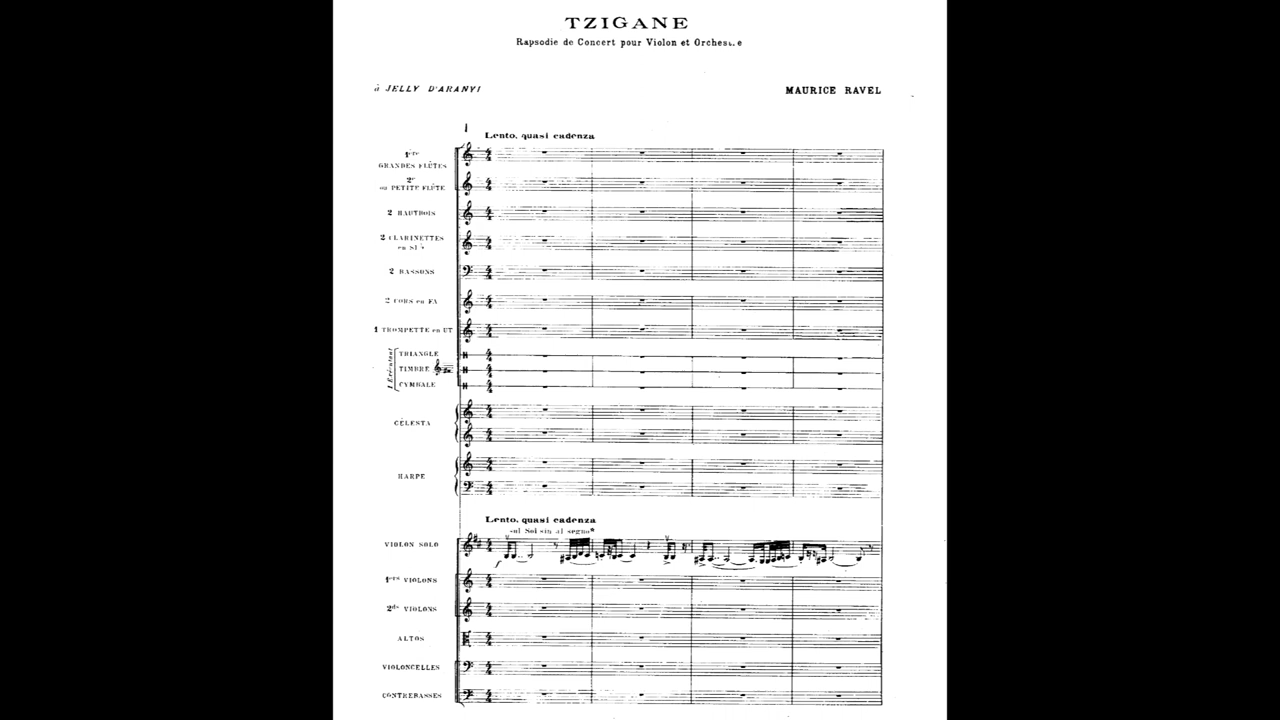 TZIGANE
Rapsodie de Concert pour Violon et Orchestre
à JELLY D'ARANYI
MAURICE RAVEL
1
Lento, quasi cadenza
1ère
GRANDES FLÛTES
2e
ou PETITE FLÛTE
2 HAUTBOIS
2 CLARINETTES
en SI♭
2 BASSONS
2 CORS en FA
1 TROMPETTE en UT
1 Exécutant
TRIANGLE
TIMBRE
CYMBALE
CÉLESTA
HARPE
Lento, quasi cadenza
sul Sol sin al segno*
VIOLON SOLO
f
1ers VIOLONS
2ds VIOLONS
ALTOS
VIOLONCELLES
CONTREBASSES